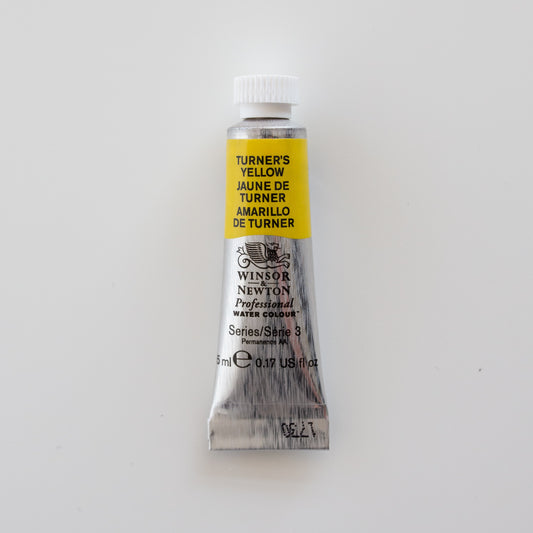 TURNER'S
YELLOW
JAUNE DE
TURNER
AMARILLO
DE TURNER
WINSOR
&
NEWTON
Professional
WATER COLOUR™
Series/Série 3
Permanence AA
5 ml e 0.17 US fl oz